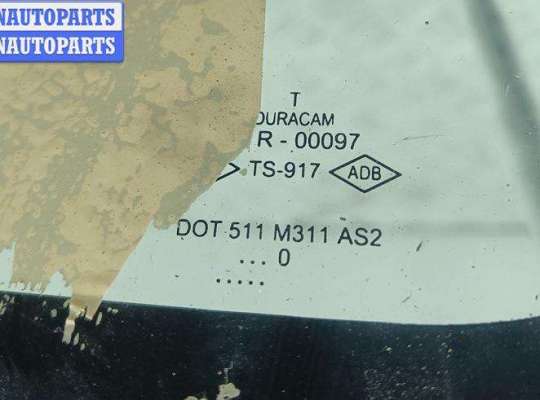 NAUTOPARTS
NAUTOPARTS
T
DURACAM
R - 00097
TS-917 ADB
DOT 511 M311 AS2
... 0
.....